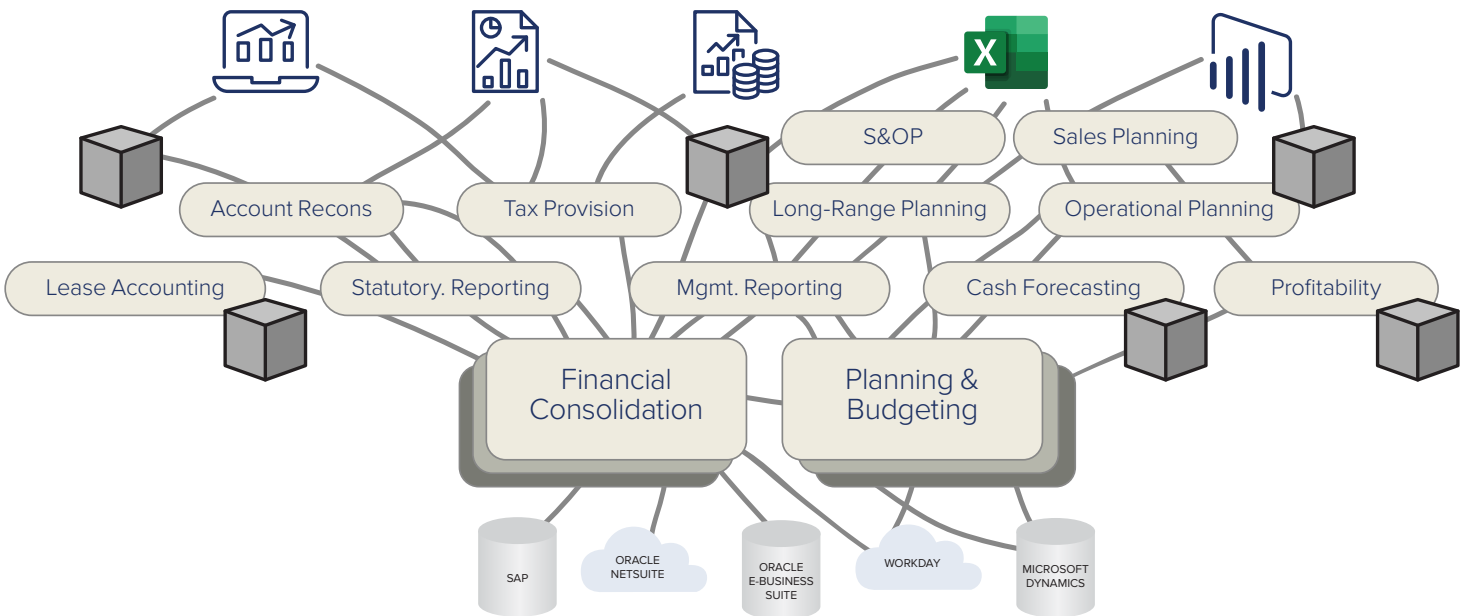 X
S&OP
Sales Planning
Account Recons
Tax Provision
Long-Range Planning
Operational Planning
Lease Accounting
Statutory. Reporting
Mgmt. Reporting
Cash Forecasting
Profitability
Financial
Consolidation
Planning &
Budgeting
SAP
ORACLE
NETSUITE
ORACLE
E-BUSINESS
SUITE
WORKDAY
MICROSOFT
DYNAMICS